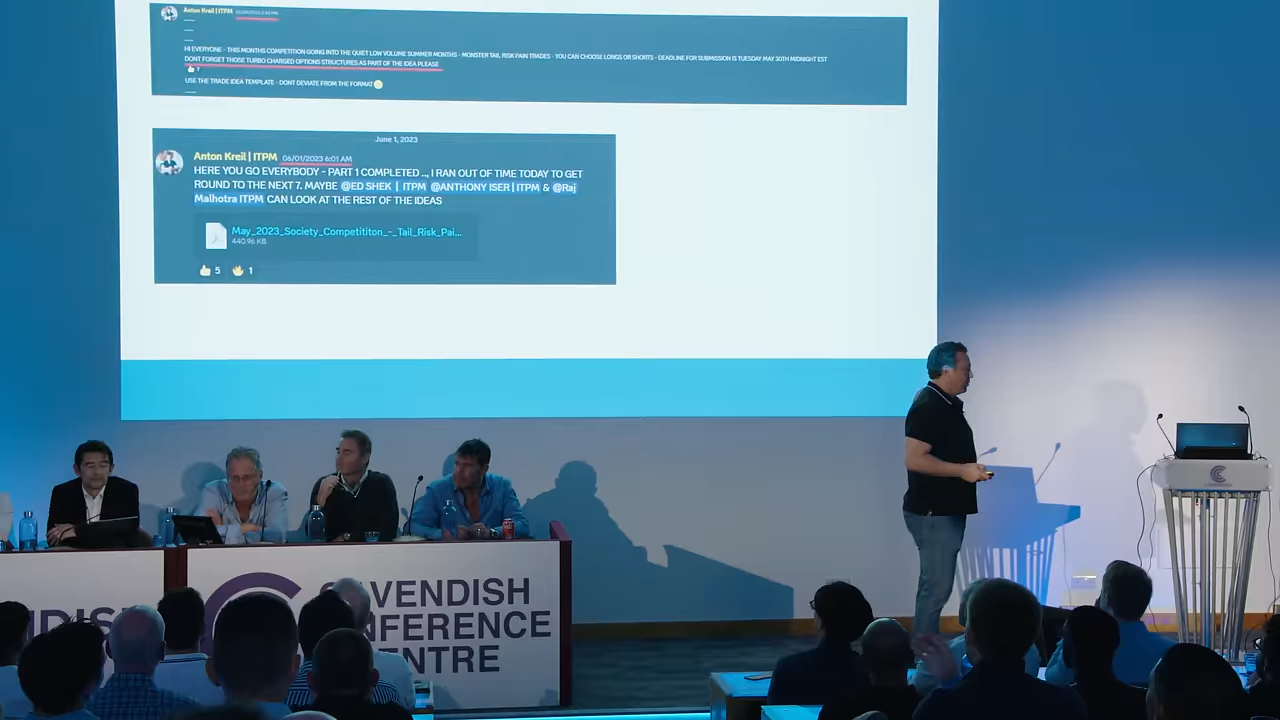 Anton Kreil | ITPM
HI EVERYONE - THIS MONTHS COMPETITION GOING INTO THE QUIET LOW VOLUME SUMMER MONTHS - MONSTER TAIL RISK PAIN TRADES - YOU CAN CHOOSE LONGS OR SHORTS - DEADLINE FOR SUBMISSION IS TUESDAY MAY 30TH MIDNIGHT EST
DONT FORGET THOSE TURBO CHARGED OPTIONS STRUCTURES AS PART OF THE IDEA PLEASE
7
USE THE TRADE IDEA TEMPLATE - DONT DEVIATE FROM THE FORMAT
June 1, 2023
Anton Kreil | ITPM 06/01/2023 6:01 AM
HERE YOU GO EVERYBODY - PART 1 COMPLETED .., I RAN OUT OF TIME TODAY TO GET
ROUND TO THE NEXT 7. MAYBE @ED SHEK | ITPM @ANTHONY ISER | ITPM & @Raj
Malhotra ITPM CAN LOOK AT THE REST OF THE IDEAS
May_2023_Society_Competititon_-_Tail_Risk_Pai...
440.96 KB
5 1
CAVENDISH
NFERENCE
ENTRE